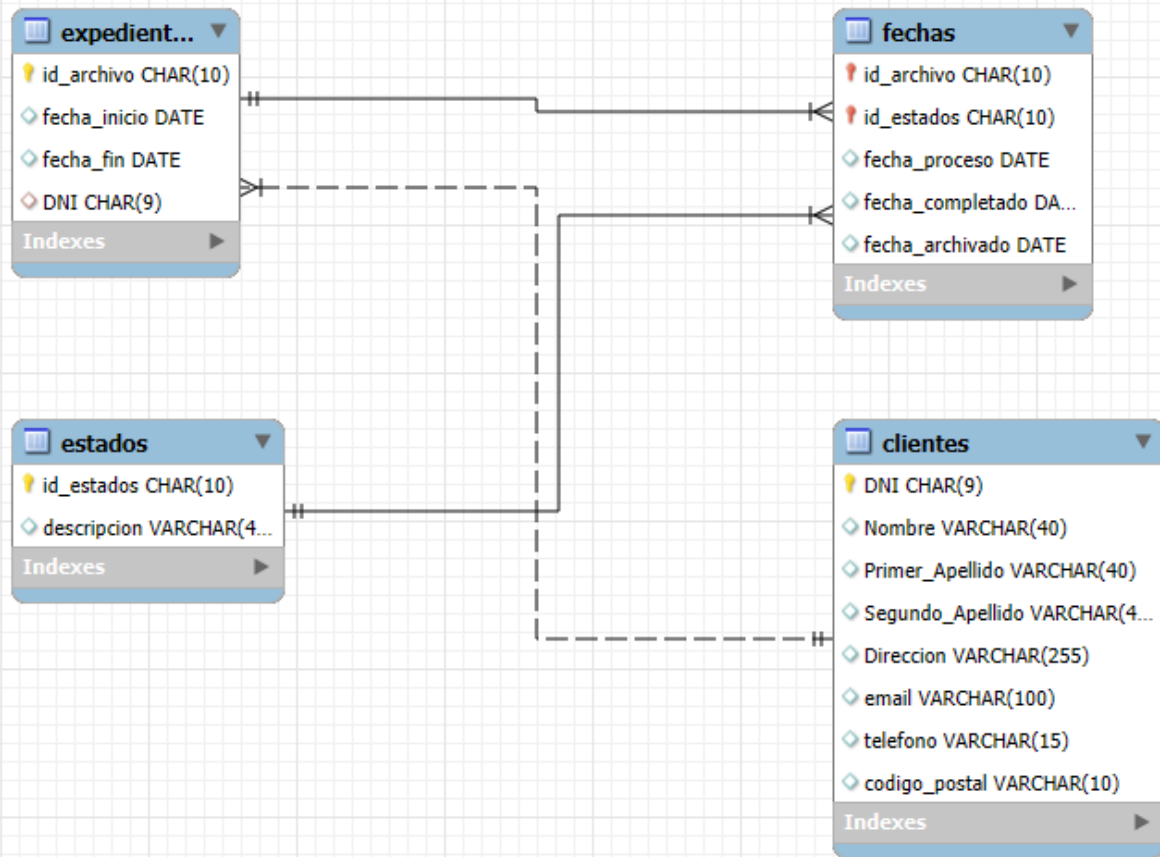 expedient...
id_archivo CHAR(10)
fecha_inicio DATE
fecha_fin DATE
DNI CHAR(9)
Indexes
fechas
id_archivo CHAR(10)
id_estados CHAR(10)
fecha_proceso DATE
fecha_completado DA...
fecha_archivado DATE
Indexes
estados
id_estados CHAR(10)
descripcion VARCHAR(4...
Indexes
clientes
DNI CHAR(9)
Nombre VARCHAR(40)
Primer_Apellido VARCHAR(40)
Segundo_Apellido VARCHAR(4...
Direccion VARCHAR(255)
email VARCHAR(100)
telefono VARCHAR(15)
codigo_postal VARCHAR(10)
Indexes